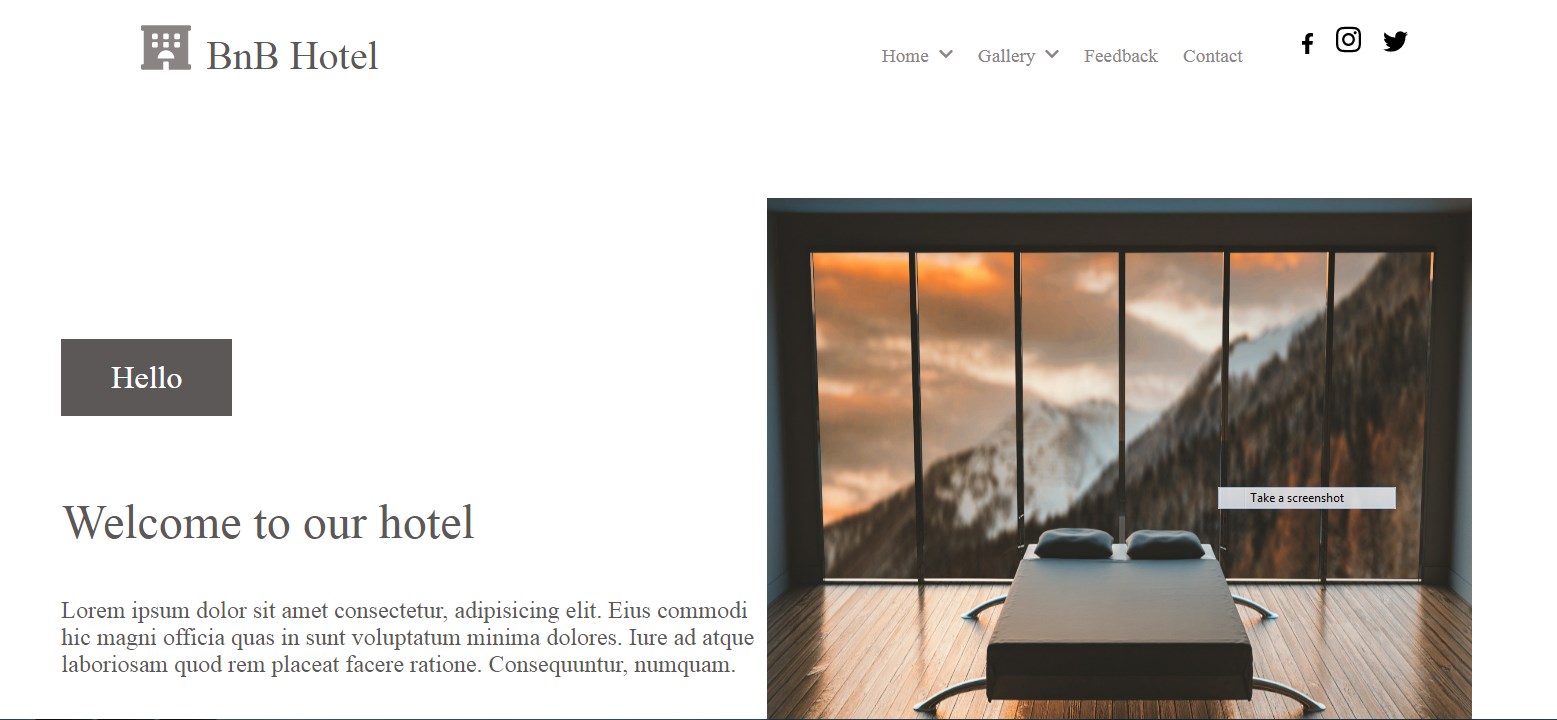 BnB Hotel
Home Gallery Feedback Contact
Hello
Welcome to our hotel
Lorem ipsum dolor sit amet consectetur, adipisicing elit. Eius commodi
hic magni officia quas in sunt voluptatum minima dolores. Iure ad atque
laboriosam quod rem placeat facere ratione. Consequuntur, numquam.
Take a screenshot